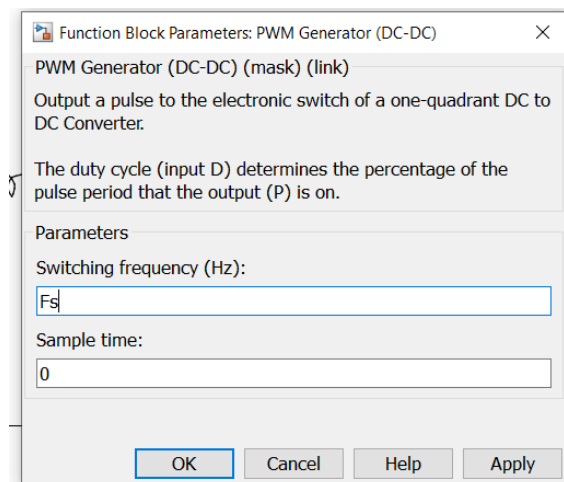 Function Block Parameters: PWM Generator (DC-DC)
PWM Generator (DC-DC) (mask) (link)
Output a pulse to the electronic switch of a one-quadrant DC to
DC Converter.
The duty cycle (input D) determines the percentage of the
pulse period that the output (P) is on.
Parameters
Switching frequency (Hz):
Fs
Sample time:
0
OK Cancel Help Apply